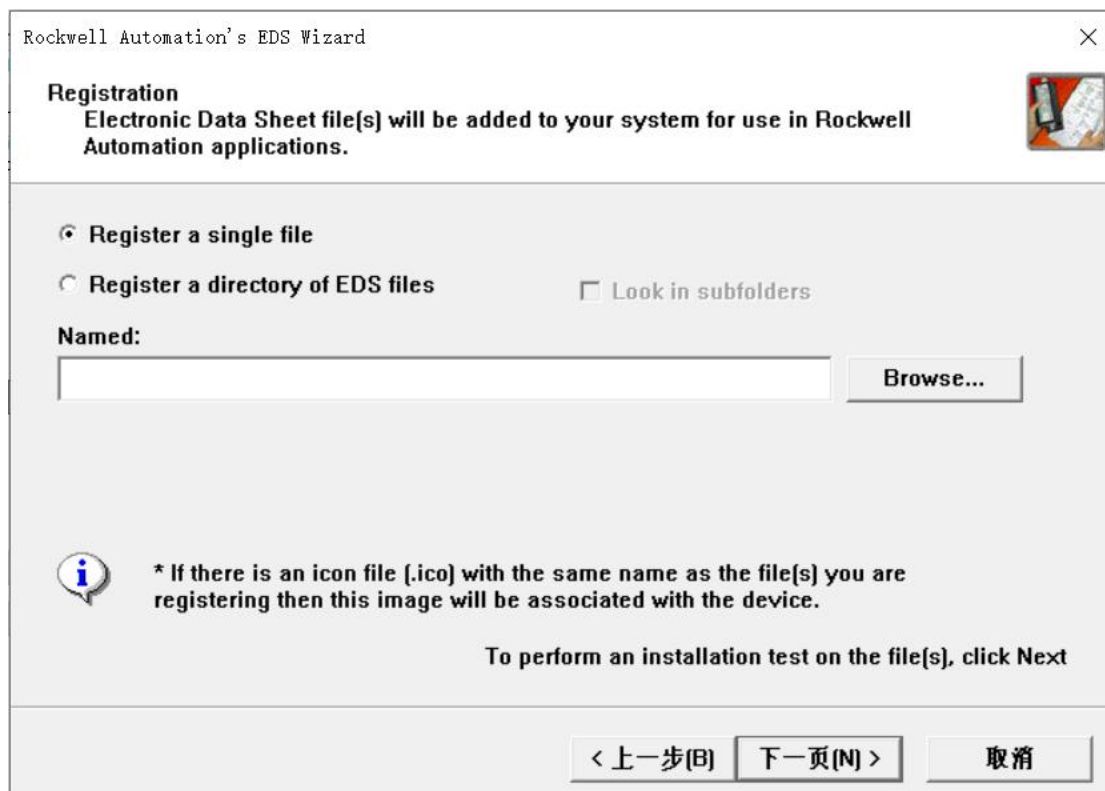 Rockwell Automation's EDS Wizard
Registration
Electronic Data Sheet file(s) will be added to your system for use in Rockwell
Automation applications.
Register a single file
Register a directory of EDS files
Look in subfolders
Named:
Browse...
* If there is an icon file (.ico) with the same name as the file(s) you are
registering then this image will be associated with the device.
To perform an installation test on the file(s), click Next
< 上一步(B)
下一页(N) >
取消